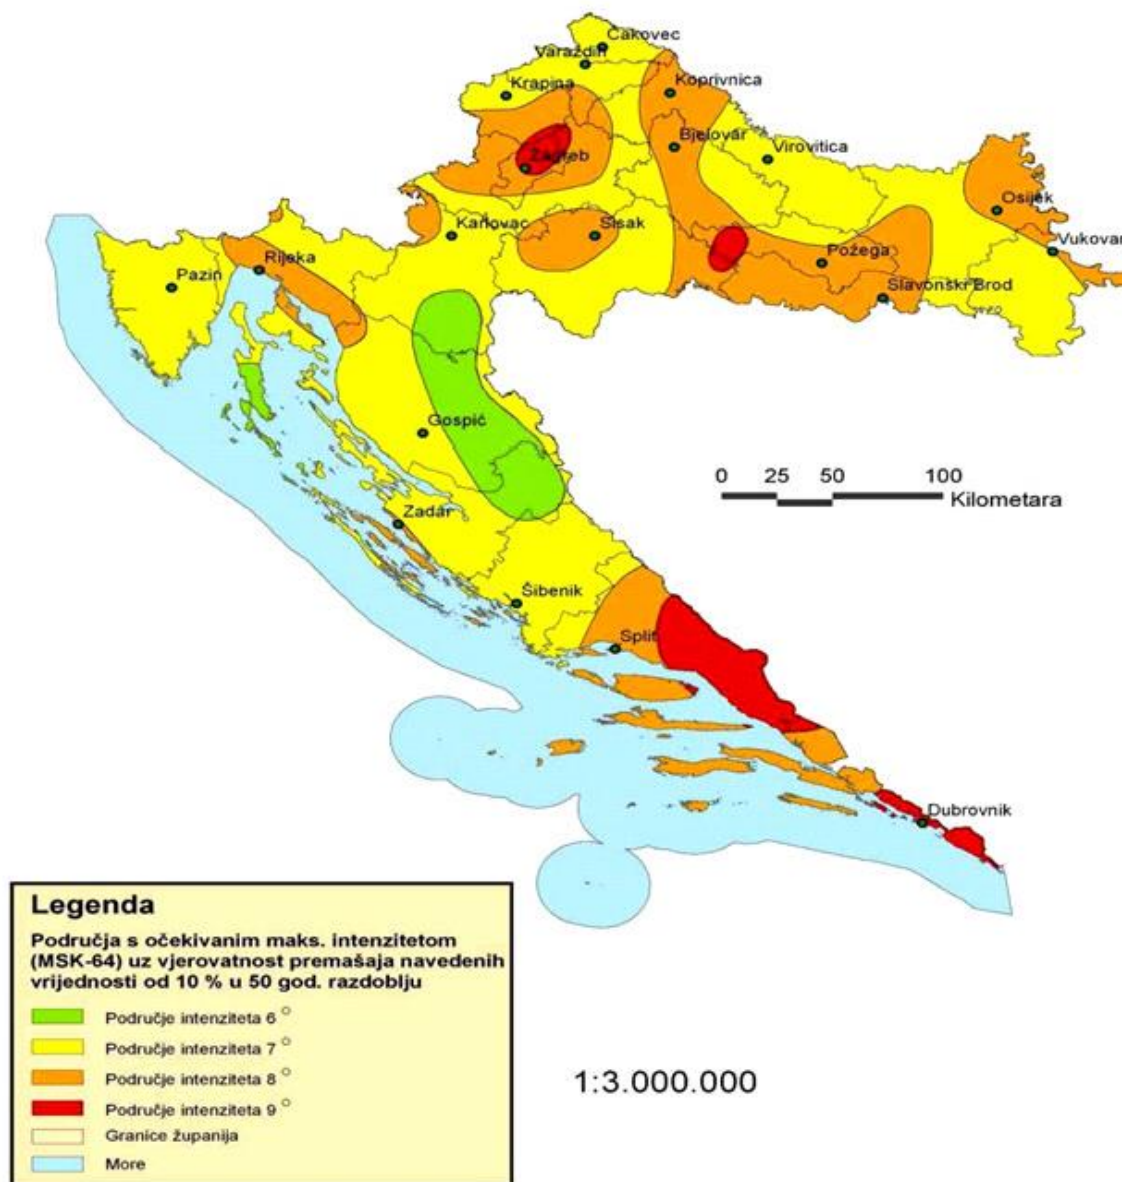 Čakovec
Varaždin
Krapina
Koprivnica
Bjelovar
Virovitica
Zagreb
Osijek
Karlovac
Sisak
Vukovar
Požega
Rijeka
Pazin
Slavonski Brod
Gospić
0 25 50 100
Kilometara
Zadar
Šibenik
Split
Dubrovnik
Legenda
Područja s očekivanim maks. intenzitetom
(MSK-64) uz vjerovatnost premašaja navedenih
vrijednosti od 10 % u 50 god. razdoblju
Područje intenziteta 6 °
Područje intenziteta 7 °
Područje intenziteta 8 °
Područje intenziteta 9 °
Granice županija
More
1:3.000.000